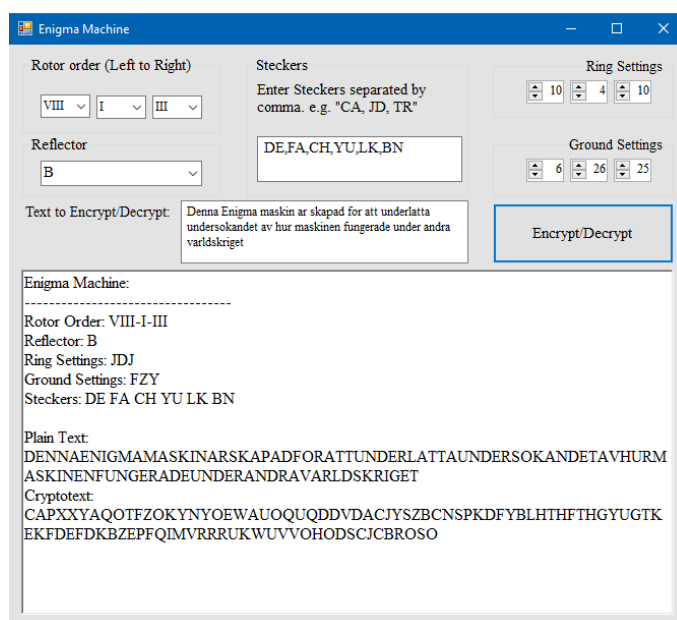 Enigma Machine
Rotor order (Left to Right)
VIII I III
Reflector
B
Steckers
Enter Steckers separated by
comma. e.g. "CA, JD, TR"
DE,FA,CH,YU,LK,BN
Ring Settings
10 4 10
Ground Settings
6 26 25
Text to Encrypt/Decrypt:
Denna Enigma maskin ar skapad for att underlatta
undersokandet av hur maskinen fungerade under andra
varldskriget
Encrypt/Decrypt
Enigma Machine:
----------------------------------
Rotor Order: VIII-I-III
Reflector: B
Ring Settings: JDJ
Ground Settings: FZY
Steckers: DE FA CH YU LK BN
Plain Text:
DENNAENIGMAMASKINARSKAPADFORATTUNDERLATTAUNDERSOKANDETAVHURM
ASKINENFUNGERADEUNDERANDRAVARLDSKRIGET
Cryptotext:
CAPXXYAQOTFZOKYNYOEWAUOQUQDDVDACJYSZBCNSPKDFYBLHTHFTHGYUGTK
EKFDEFDKBZEPFQIMVRRRUKWUVVOHODSCJCBROSO